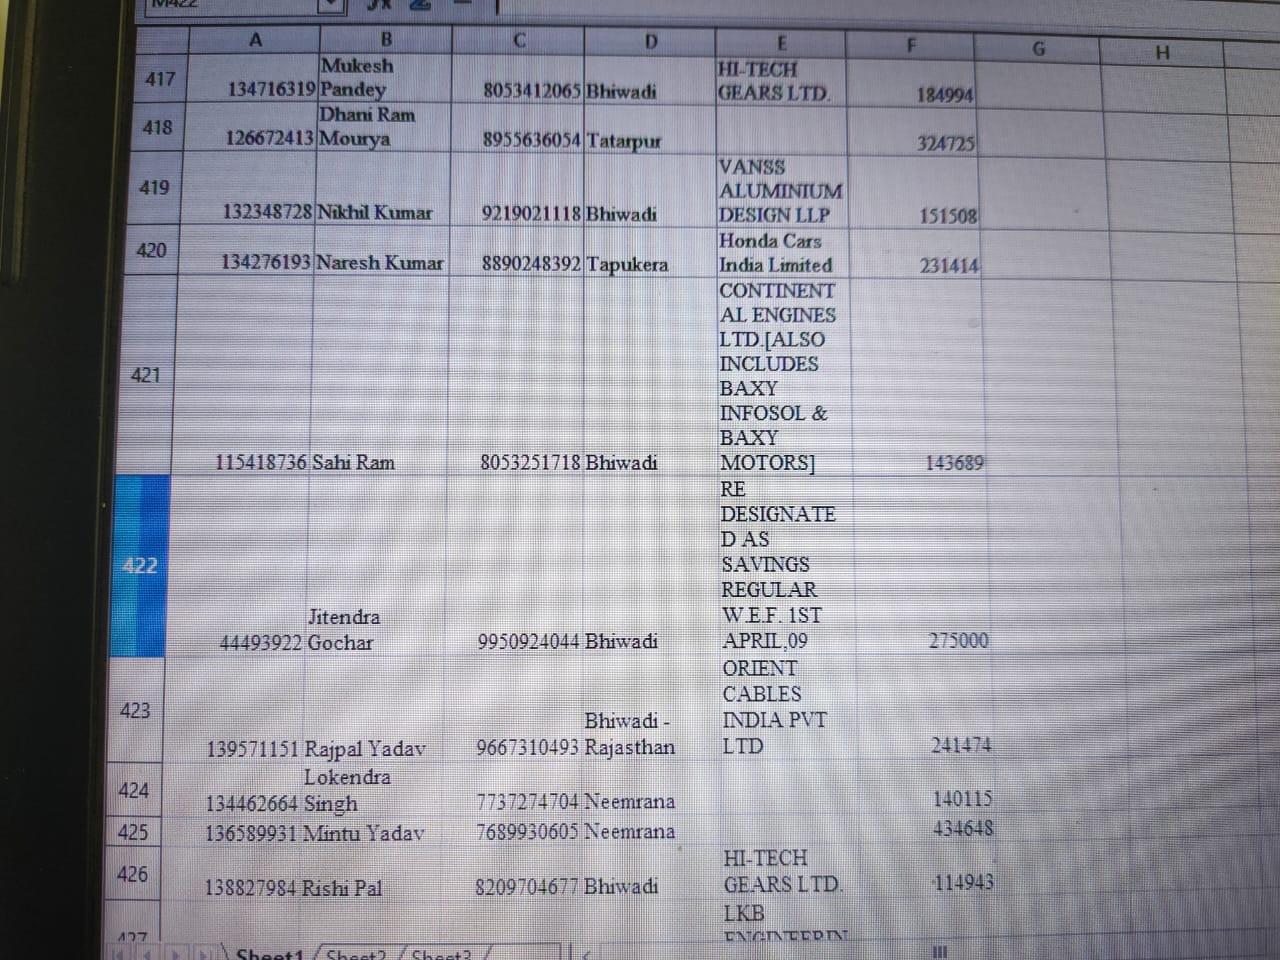 M422
A B C D E F G H
417 134716319 Mukesh Pandey 8053412065 Bhiwadi HI-TECH GEARS LTD. 184994
418 126672413 Dhani Ram Mourya 8955636054 Tatarpur 324725
419 132348728 Nikhil Kumar 9219021118 Bhiwadi VANSS ALUMINIUM DESIGN LLP 151508
420 134276193 Naresh Kumar 8890248392 Tapukera Honda Cars India Limited 231414
421 115418736 Sahi Ram 8053251718 Bhiwadi CONTINENT AL ENGINES LTD.[ALSO INCLUDES BAXY INFOSOL & BAXY MOTORS] 143689
422 44493922 Jitendra Gochar 9950924044 Bhiwadi RE DESIGNATE D AS SAVINGS REGULAR W.E.F. 1ST APRIL,09 275000
423 139571151 Rajpal Yadav 9667310493 Bhiwadi - Rajasthan ORIENT CABLES INDIA PVT LTD 241474
424 134462664 Lokendra Singh 7737274704 Neemrana 140115
425 136589931 Mintu Yadav 7689930605 Neemrana 434648
426 138827984 Rishi Pal 8209704677 Bhiwadi HI-TECH GEARS LTD. 114943
427 LKB
Sheet1 Sheet2 Sheet3